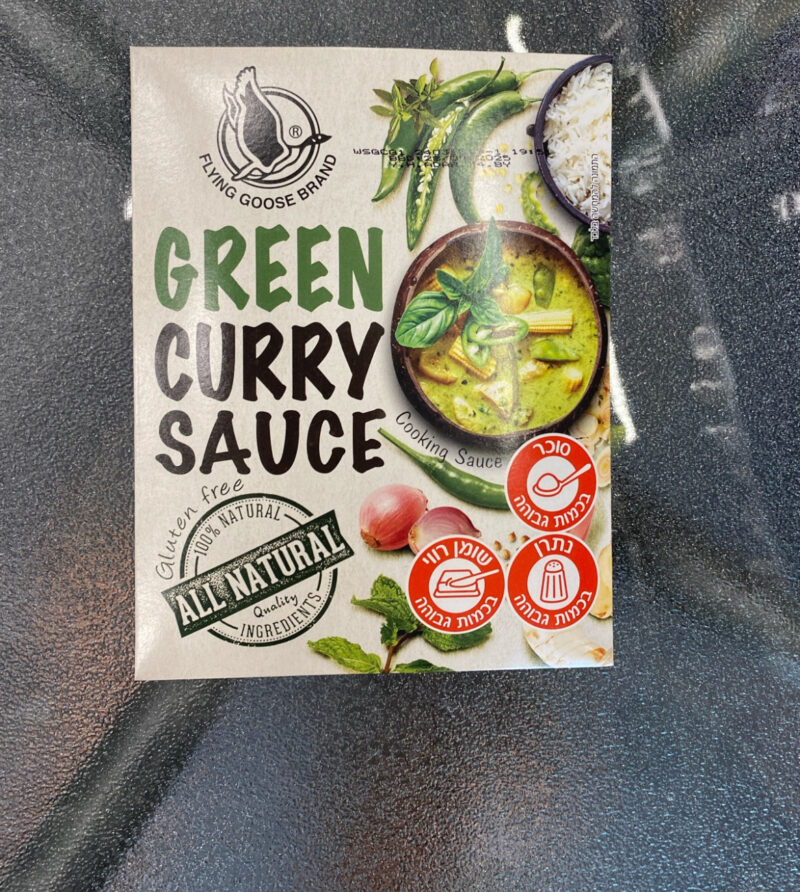 ®
FLYING GOOSE BRAND
GREEN
CURRY
SAUCE
Cooking Sauce
Gluten free
100% NATURAL
ALL NATURAL
Quality
INGREDIENTS
סוכר
בכמות גבוהה
שומן רווי
בכמות גבוהה
נתרן
בכמות גבוהה